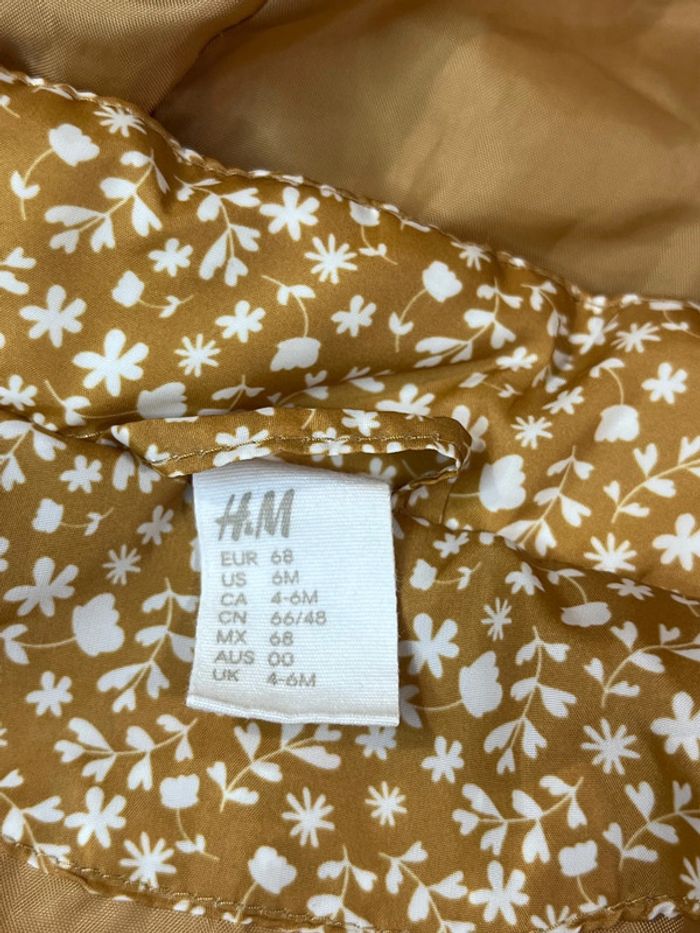 H&M
EUR 68
US 6M
CA 4-6M
CN 66/48
MX 68
AUS 00
UK 4-6M